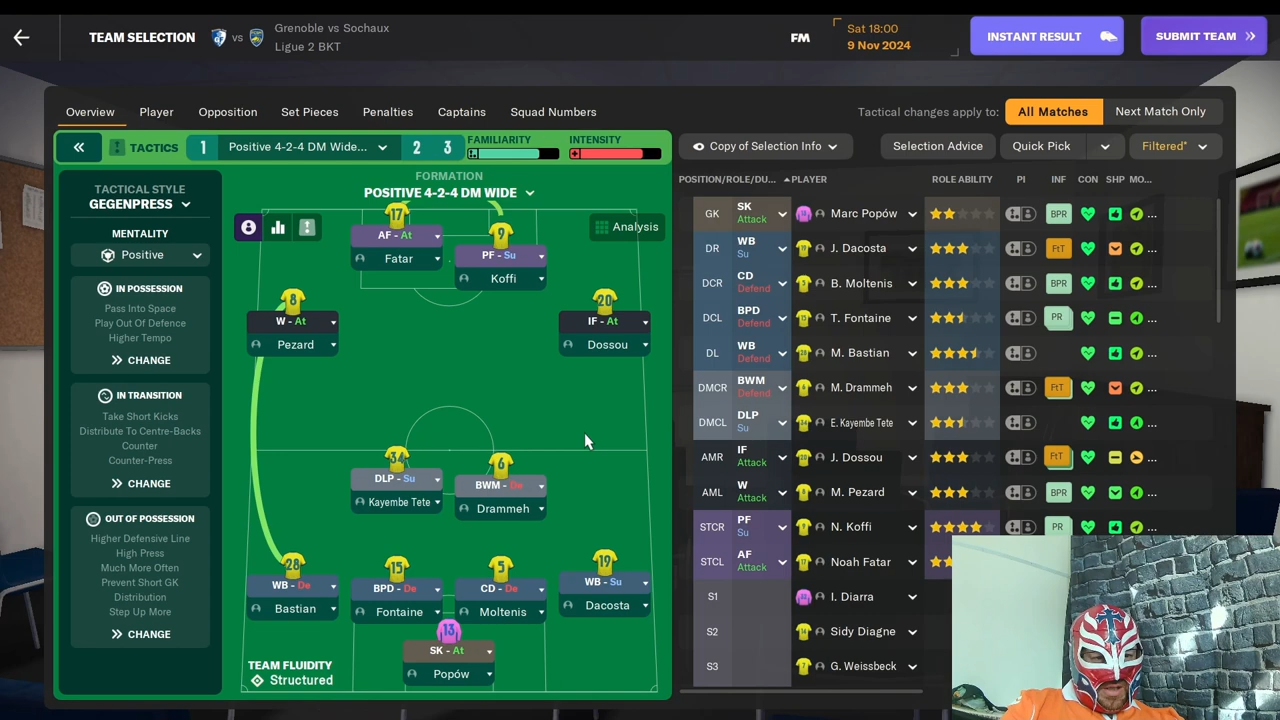 TEAM SELECTION
vs
Grenoble vs Sochaux
Ligue 2 BKT
FM
Sat 18:00
9 Nov 2024
INSTANT RESULT
SUBMIT TEAM
Overview
Player
Opposition
Set Pieces
Penalties
Captains
Squad Numbers
Tactical changes apply to:
All Matches
Next Match Only
TACTICS
1
Positive 4-2-4 DM Wide...
2
3
FAMILIARITY
INTENSITY
Copy of Selection Info
Selection Advice
Quick Pick
Filtered*
TACTICAL STYLE
GEGENPRESS
MENTALITY
Positive
IN POSSESSION
Pass Into Space
Play Out Of Defence
Higher Tempo
CHANGE
IN TRANSITION
Take Short Kicks
Distribute To Centre-Backs
Counter
Counter-Press
CHANGE
OUT OF POSSESSION
Higher Defensive Line
High Press
Much More Often
Prevent Short GK
Distribution
Step Up More
CHANGE
FORMATION
POSITIVE 4-2-4 DM WIDE
Analysis
17
AF - At
Fatar
9
PF - Su
Koffi
8
W - At
Pezard
20
IF - At
Dossou
34
DLP - Su
Kayembe Tete
6
BWM - De
Drammeh
28
WB - De
Bastian
15
BPD - De
Fontaine
5
CD - De
Moltenis
19
WB - Su
Dacosta
13
SK - At
Popów
TEAM FLUIDITY
Structured
POSITION/ROLE/DU... PLAYER ROLE ABILITY PI INF CON SHP MO...
GK SK Attack Marc Popów BPR ...
DR WB Su J. Dacosta FtT ...
DCR CD Defend B. Moltenis BPR ...
DCL BPD Defend T. Fontaine PR ...
DL WB Defend M. Bastian ...
DMCR BWM Defend M. Drammeh FtT ...
DMCL DLP Su E. Kayembe Tete ...
AMR IF Attack J. Dossou FtT ...
AML W Attack M. Pezard BPR ...
STCR PF Su N. Koffi PR ...
STCL AF Attack Noah Fatar
S1 I. Diarra
S2 Sidy Diagne
S3 G. Weissbeck